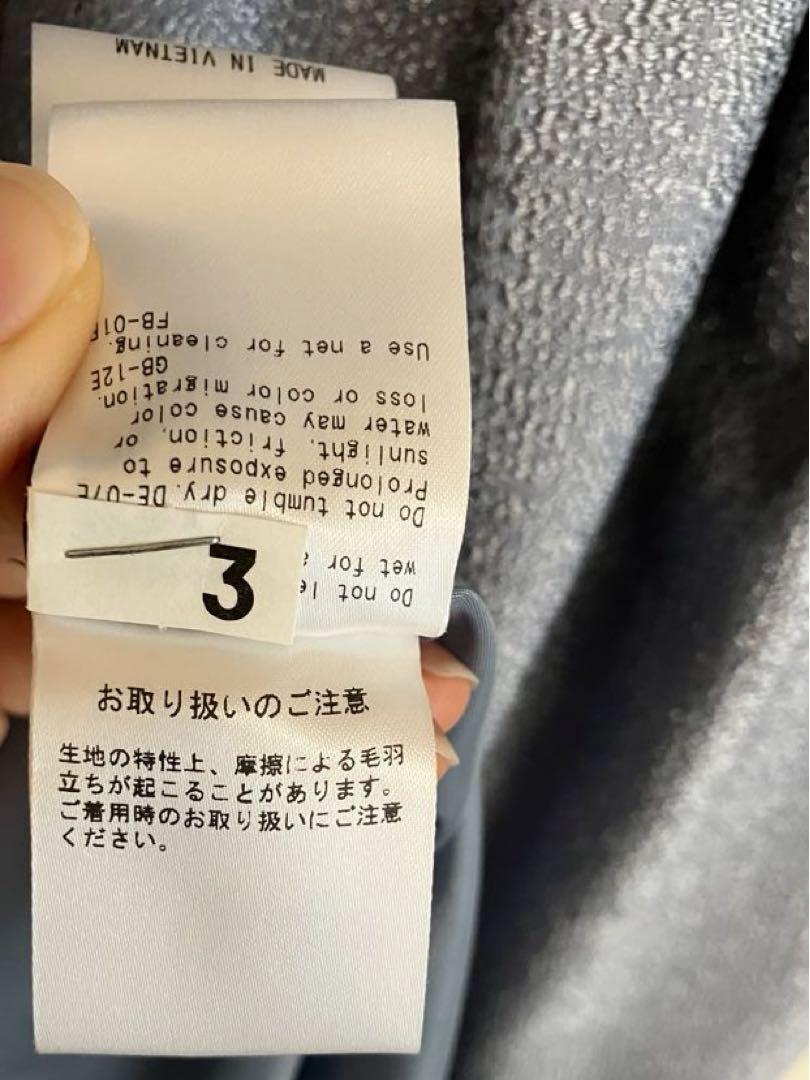 MADE IN VIETNAM
Do not
wet for
Do not tumble dry. DE-07E
Prolonged exposure to
sunlight, friction, or
water may cause color
loss or color migration.
GB-12E
Use a net for cleaning.
FB-01
3
お取り扱いのご注意
生地の特性上、摩擦による毛羽
立ちが起こることがあります。
ご着用時のお取り扱いにご注意
ください。